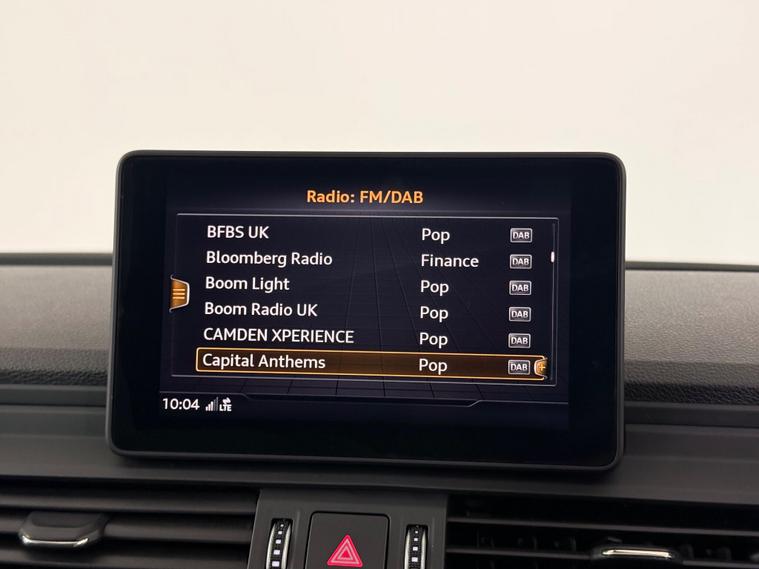 Radio: FM/DAB
BFBS UK Pop DAB
Bloomberg Radio Finance DAB
Boom Light Pop DAB
Boom Radio UK Pop DAB
CAMDEN XPERIENCE Pop DAB
Capital Anthems Pop DAB
10:04 LTE